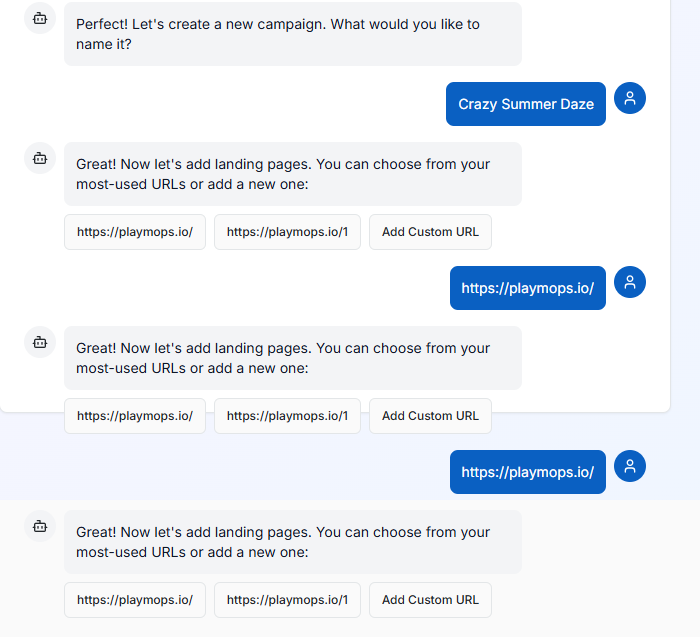 Perfect! Let's create a new campaign. What would you like to
name it?
Crazy Summer Daze
Great! Now let's add landing pages. You can choose from your
most-used URLs or add a new one:
https://playmops.io/ https://playmops.io/1 Add Custom URL
https://playmops.io/
Great! Now let's add landing pages. You can choose from your
most-used URLs or add a new one:
https://playmops.io/ https://playmops.io/1 Add Custom URL
https://playmops.io/
Great! Now let's add landing pages. You can choose from your
most-used URLs or add a new one:
https://playmops.io/ https://playmops.io/1 Add Custom URL